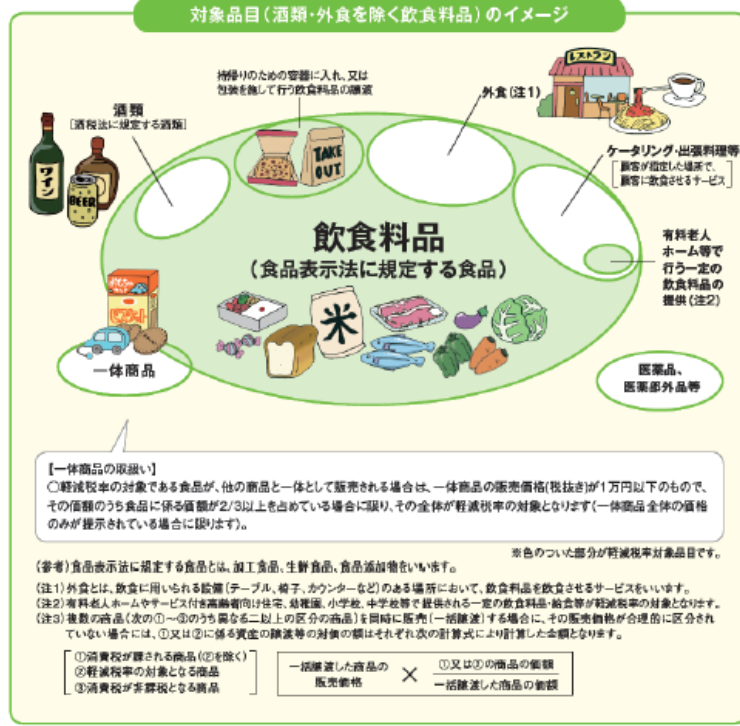 対象品目(酒類・外食を除く飲食料品)のイメージ
持帰りのための容器に入れ、又は
包装を施して行う飲食料品の譲渡
レストラン
酒類
[酒税法に規定する酒類]
外食(注1)
ワイン
BEER
TAKE
OUT
ケータリング・出張料理等
[顧客が指定した場所で、
顧客に飲食させるサービス]
飲食料品
(食品表示法に規定する食品)
有料老人
ホーム等で
行う一定の
飲食料品の
提供(注2)
米
一体商品
医薬品、
医薬部外品等
【一体商品の取扱い】
○軽減税率の対象である食品が、他の商品と一体として販売される場合は、一体商品の販売価格(税抜き)が1万円以下のもので、
その価額のうち食品に係る価額が2/3以上を占めている場合に限り、その全体が軽減税率の対象となります(一体商品全体の価格
のみが提示されている場合に限ります)。
※色のついた部分が軽減税率対象品目です。
(参考)食品表示法に規定する食品とは、加工食品、生鮮食品、食品添加物をいいます。
(注1)外食とは、飲食に用いられる設備(テーブル、椅子、カウンターなど)のある場所において、飲食料品を飲食させるサービスをいいます。
(注2)有料老人ホームやサービス付き高齢者向け住宅、幼稚園、小学校、中学校等で提供される一定の飲食料品・給食等が軽減税率の対象となります。
(注3)複数の商品(次の①~③のうち異なる二以上の区分の商品)を同時に販売(一括譲渡)する場合に、その販売価格が合理的に区分され
ていない場合には、①又は②に係る資産の譲渡等の対価の額はそれぞれ次の計算式により計算した金額となります。
①消費税が課される商品(②を除く)
②軽減税率の対象となる商品
③消費税が非課税となる商品
一括譲渡した商品の
販売価格
×
①又は②の商品の価額
一括譲渡した商品の価額